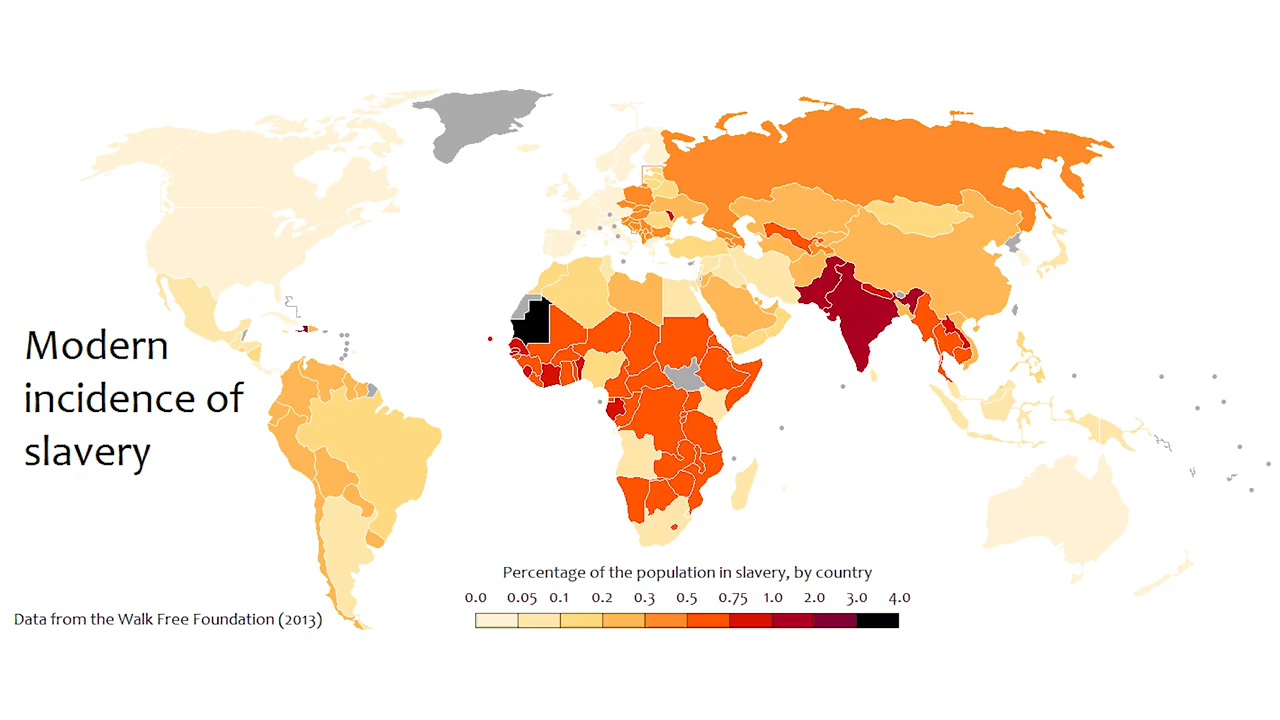 Modern
incidence of
slavery
Percentage of the population in slavery, by country
0.0 0.05 0.1 0.2 0.3 0.5 0.75 1.0 2.0 3.0 4.0
Data from the Walk Free Foundation (2013)